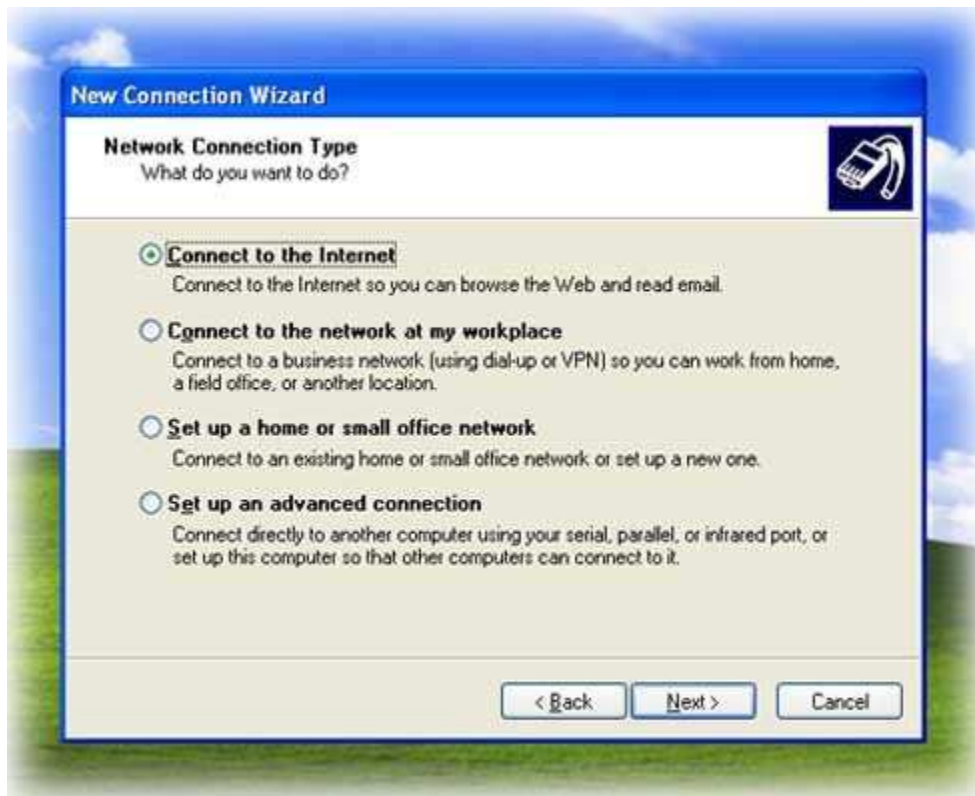 New Connection Wizard
Network Connection Type
What do you want to do?
Connect to the Internet
Connect to the Internet so you can browse the Web and read email.
Connect to the network at my workplace
Connect to a business network (using dial-up or VPN) so you can work from home,
a field office, or another location.
Set up a home or small office network
Connect to an existing home or small office network or set up a new one.
Set up an advanced connection
Connect directly to another computer using your serial, parallel, or infrared port, or
set up this computer so that other computers can connect to it.
< Back Next > Cancel